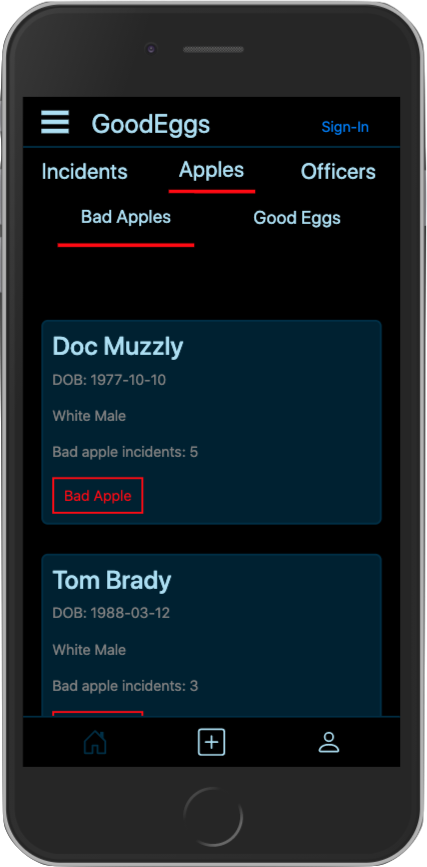 GoodEggs
Sign-In
Incidents Apples Officers
Bad Apples Good Eggs
Doc Muzzly
DOB: 1977-10-10
White Male
Bad apple incidents: 5
Bad Apple
Tom Brady
DOB: 1988-03-12
White Male
Bad apple incidents: 3